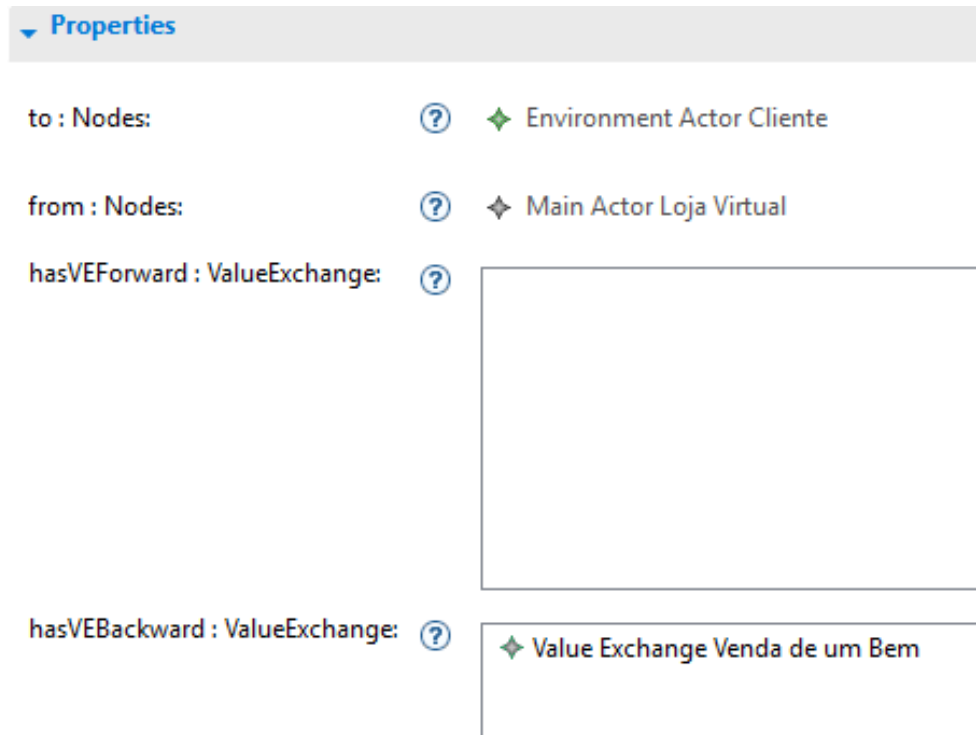 Properties
to : Nodes: ? Environment Actor Cliente
from : Nodes: ? Main Actor Loja Virtual
hasVEForward : ValueExchange: ?
hasVEBackward : ValueExchange: ? Value Exchange Venda de um Bem